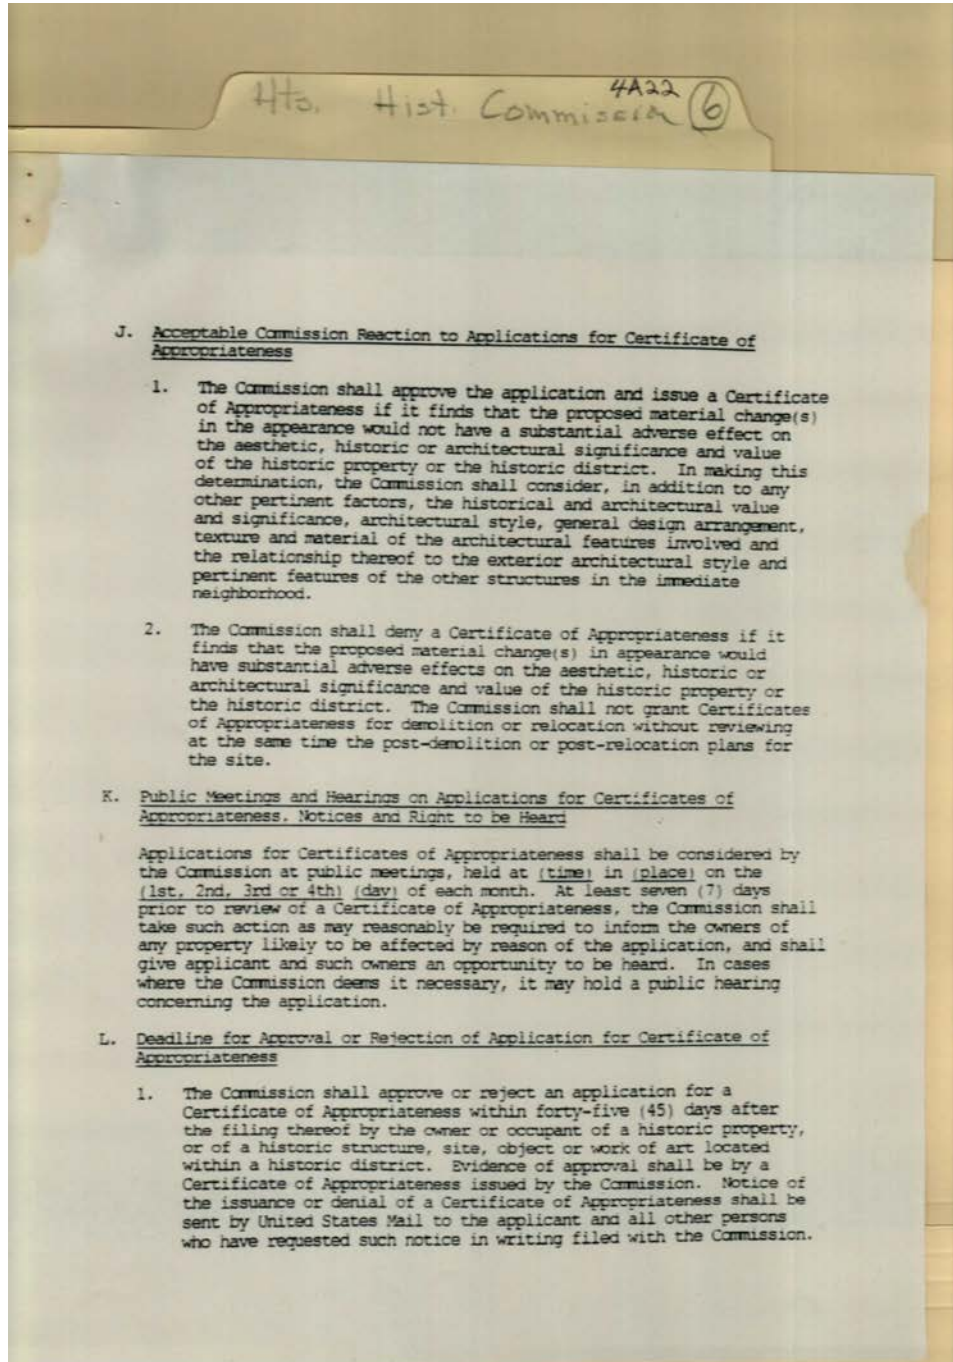 4A22
Hts. Hist. Commission 6
J. Acceptable Commission Reaction to Applications for Certificate of
Appropriateness
1. The Commission shall approve the application and issue a Certificate
of Appropriateness if it finds that the proposed material change(s)
in the appearance would not have a substantial adverse effect on
the aesthetic, historic or architectural significance and value
of the historic property or the historic district. In making this
determination, the Commission shall consider, in addition to any
other pertinent factors, the historical and architectural value
and significance, architectural style, general design arrangement,
texture and material of the architectural features involved and
the relationship thereof to the exterior architectural style and
pertinent features of the other structures in the immediate
neighborhood.
2. The Commission shall deny a Certificate of Appropriateness if it
finds that the proposed material change(s) in appearance would
have substantial adverse effects on the aesthetic, historic or
architectural significance and value of the historic property or
the historic district. The Commission shall not grant Certificates
of Appropriateness for demolition or relocation without reviewing
at the same time the post-demolition or post-relocation plans for
the site.
K. Public Meetings and Hearings on Applications for Certificates of
Appropriateness. Notices and Right to be Heard
Applications for Certificates of Appropriateness shall be considered by
the Commission at public meetings, held at (time) in (place) on the
(1st, 2nd, 3rd or 4th) (day) of each month. At least seven (7) days
prior to review of a Certificate of Appropriateness, the Commission shall
take such action as may reasonably be required to inform the owners of
any property likely to be affected by reason of the application, and shall
give applicant and such owners an opportunity to be heard. In cases
where the Commission deems it necessary, it may hold a public hearing
concerning the application.
L. Deadline for Approval or Rejection of Application for Certificate of
Appropriateness
1. The Commission shall approve or reject an application for a
Certificate of Appropriateness within forty-five (45) days after
the filing thereof by the owner or occupant of a historic property,
or of a historic structure, site, object or work of art located
within a historic district. Evidence of approval shall be by a
Certificate of Appropriateness issued by the Commission. Notice of
the issuance or denial of a Certificate of Appropriateness shall be
sent by United States Mail to the applicant and all other persons
who have requested such notice in writing filed with the Commission.